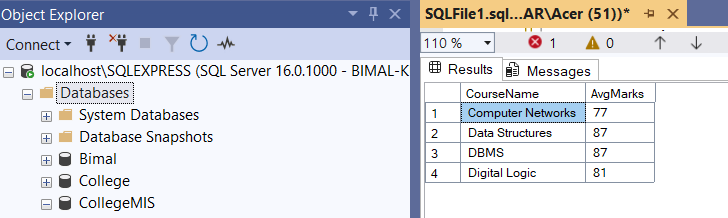 Object Explorer
Connect
localhost\SQLEXPRESS (SQL Server 16.0.1000 - BIMAL-K
Databases
System Databases
Database Snapshots
Bimal
College
CollegeMIS
SQLFile1.sql...AR\Acer (51))*
110 %
1
0
Results
Messages
CourseName AvgMarks
1 Computer Networks 77
2 Data Structures 87
3 DBMS 87
4 Digital Logic 81